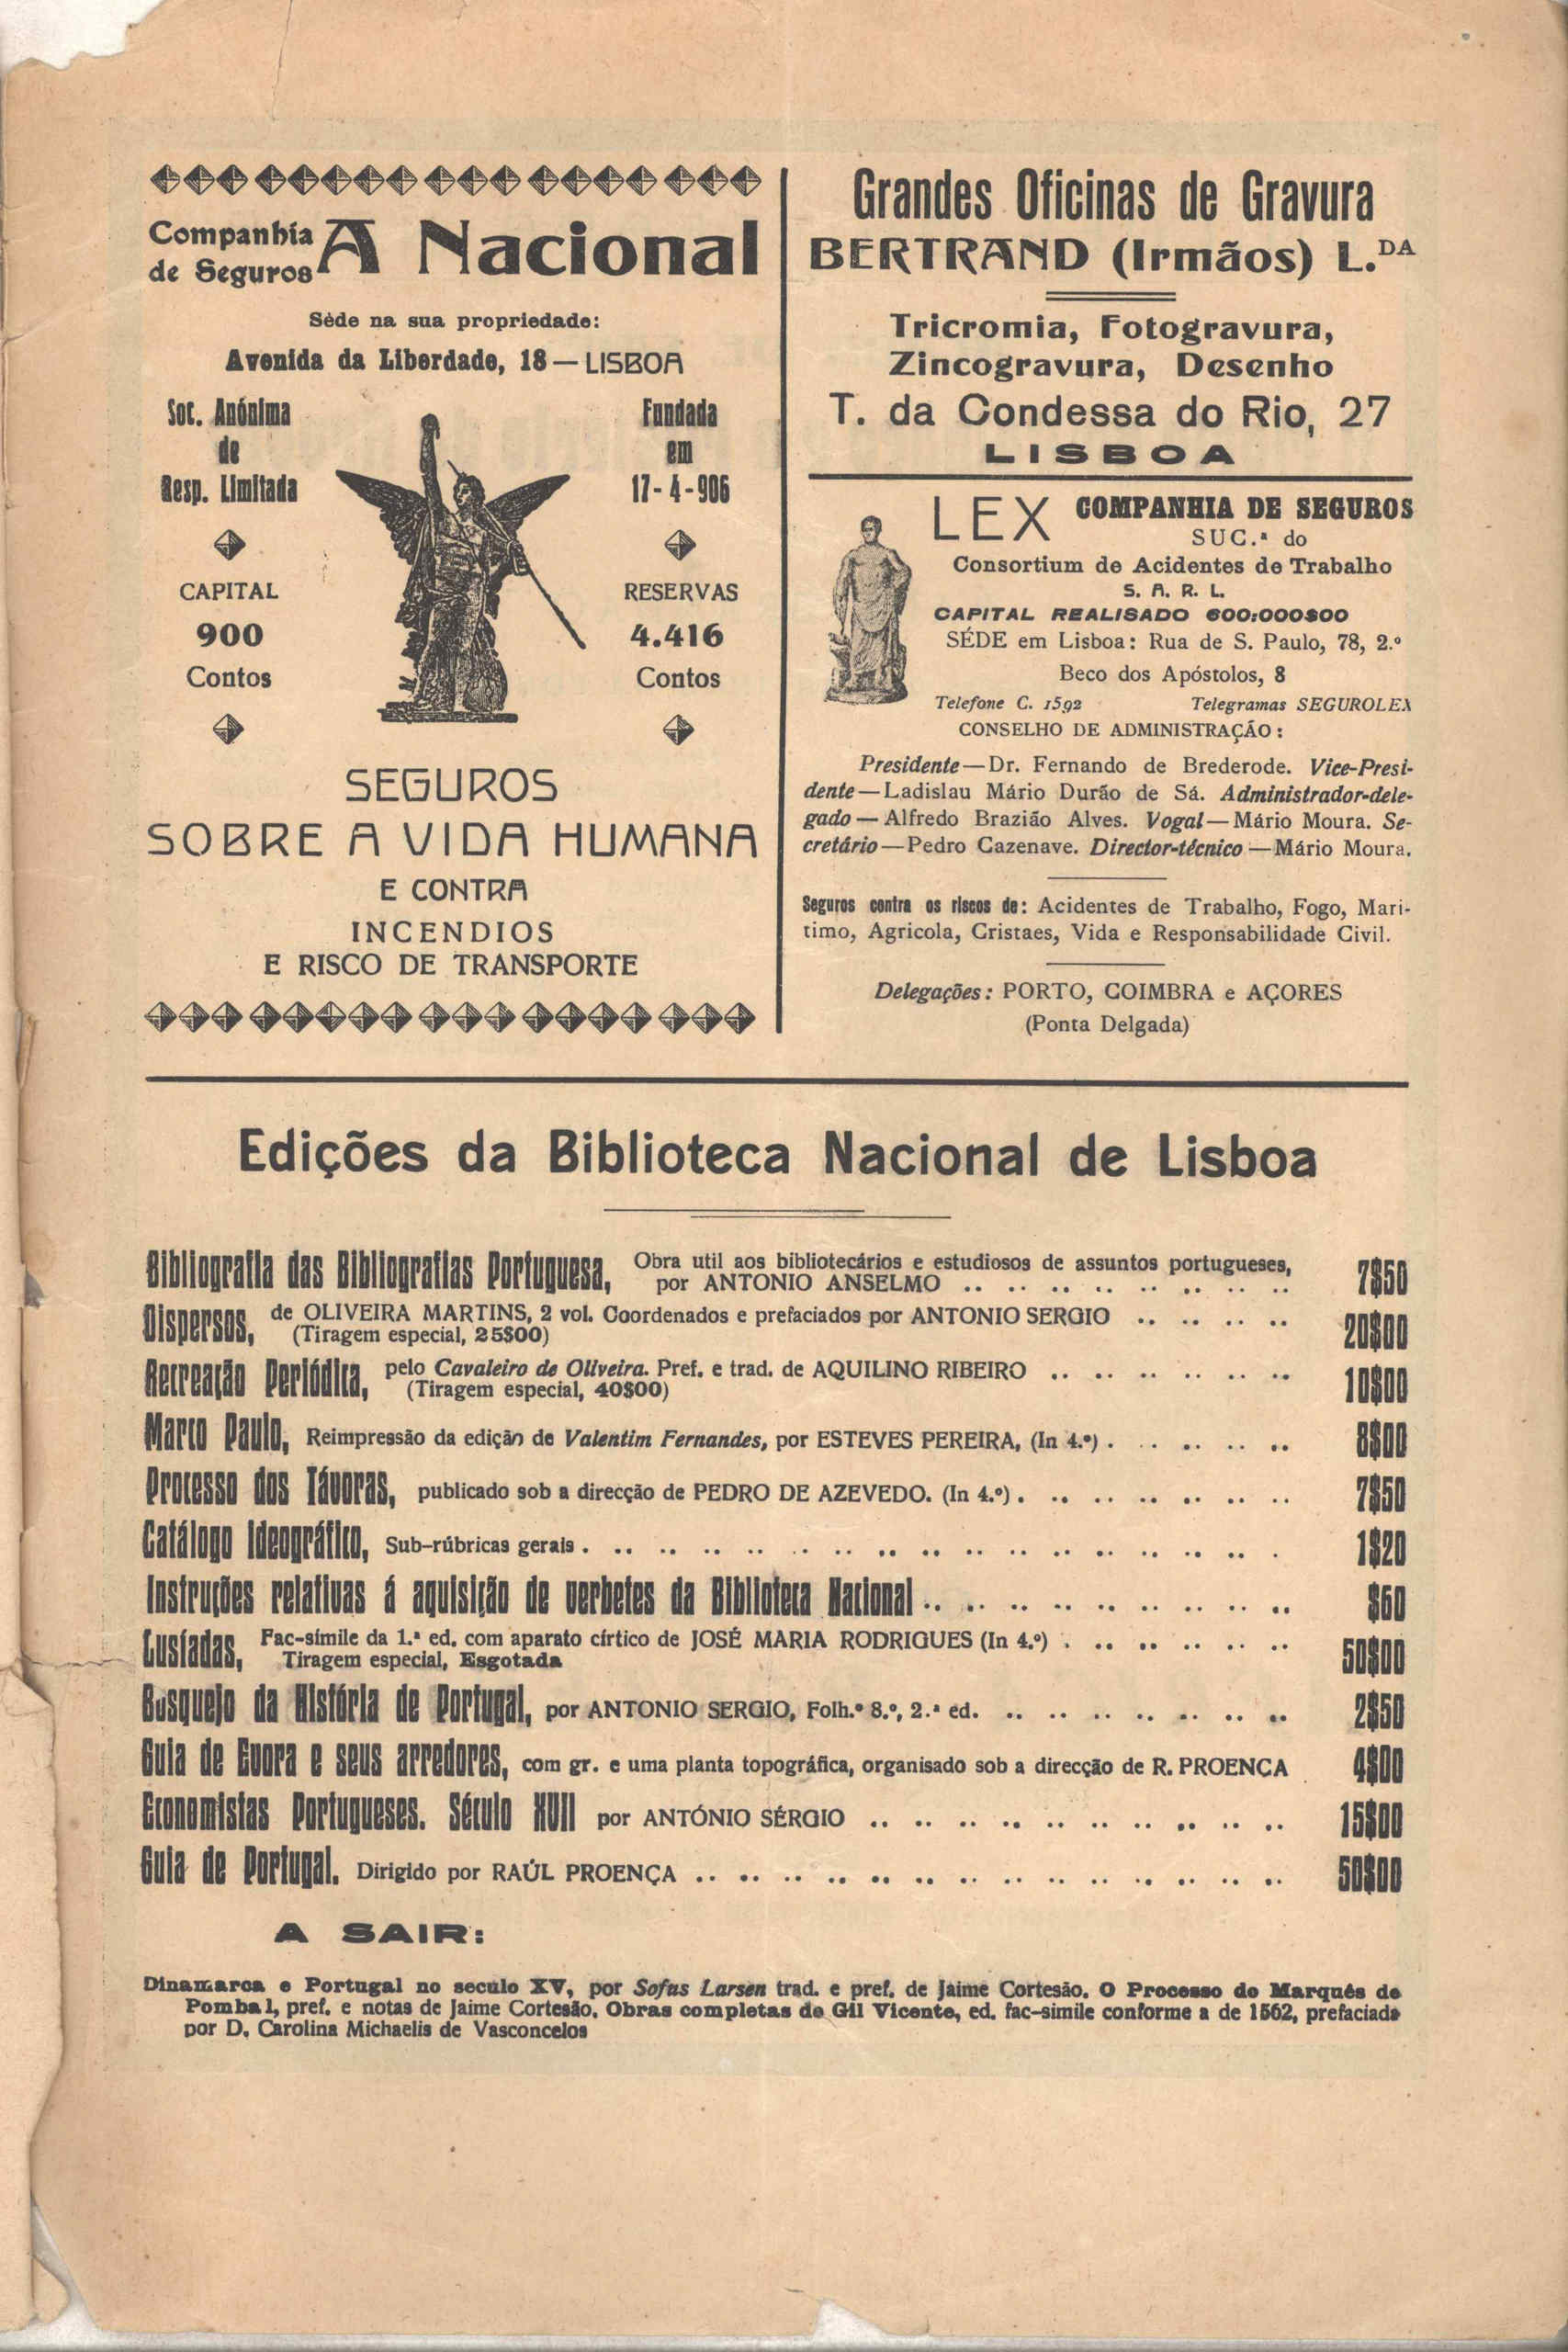 Companhia de Seguros A Nacional
Séde na sua propriedade:
Avenida da Liberdade, 18 — LISBOA
Soc. Anónima
de
Resp. Limitada
Fundada
em
17-4-906
CAPITAL
900
Contos
RESERVAS
4.416
Contos
SEGUROS
SOBRE A VIDA HUMANA
E CONTRA
INCENDIOS
E RISCO DE TRANSPORTE
Grandes Oficinas de Gravura
BERTRAND (Irmãos) L.DA
Tricromia, Fotogravura,
Zincogravura, Desenho
T. da Condessa do Rio, 27
LISBOA
LEX COMPANHIA DE SEGUROS
SUC.ª do
Consortium de Acidentes de Trabalho
S. A. R. L.
CAPITAL REALISADO 600:000$00
SÉDE em Lisboa: Rua de S. Paulo, 78, 2.º
Beco dos Apóstolos, 8
Telefone C. 1592 Telegramas SEGUROLEX
CONSELHO DE ADMINISTRAÇÃO:
Presidente—Dr. Fernando de Brederode. Vice-Presi-
dente—Ladislau Mário Durão de Sá. Administrador-dele-
gado — Alfredo Brazião Alves. Vogal—Mário Moura. Se-
cretário—Pedro Cazenave. Director-técnico—Mário Moura.
Seguros contra os riscos de: Acidentes de Trabalho, Fogo, Mari-
timo, Agricola, Cristaes, Vida e Responsabilidade Civil.
Delegações: PORTO, COIMBRA e AÇORES
(Ponta Delgada)
Edições da Biblioteca Nacional de Lisboa
Bibliografia das Bibliografias Portuguesa, Obra util aos bibliotecários e estudiosos de assuntos portugueses,
por ANTONIO ANSELMO .. .. .. .. .. .. .. .. 7$50
Dispersos, de OLIVEIRA MARTINS, 2 vol. Coordenados e prefaciados por ANTONIO SERGIO .. .. .. ..
(Tiragem especial, 25$00) 20$00
Recreação Periódica, pelo Cavaleiro de Oliveira. Pref. e trad. de AQUILINO RIBEIRO .. .. .. .. .. ..
(Tiragem especial, 40$00) 10$00
Marco Paulo, Reimpressão da edição de Valentim Fernandes, por ESTEVES PEREIRA, (In 4.º) . .. .. .. .. 8$00
Processo dos Távoras, publicado sob a direcção de PEDRO DE AZEVEDO. (In 4.º) . .. .. .. .. .. .. 7$50
Catálogo Ideográfico, Sub-rúbricas gerais . .. .. .. .. .. .. .. .. .. .. .. .. .. .. .. . 1$20
Instruções relativas á aquisição de verbetes da Biblioteca Nacional .. .. .. .. .. .. .. .. .. $60
Lusíadas, Fac-símile da 1.ª ed. com aparato círtico de JOSÉ MARIA RODRIGUES (In 4.º) . .. .. .. .. ..
Tiragem especial, Esgotada 50$00
Bosquejo da História de Portugal, por ANTONIO SERGIO, Folh.º 8.º, 2.ª ed. .. .. .. .. .. .. .. 2$50
Guia de Evora e seus arredores, com gr. e uma planta topográfica, organisado sob a direcção de R. PROENÇA 4$00
Economistas Portugueses. Século XVII por ANTÓNIO SÉRGIO .. .. .. .. .. .. .. .. .. .. 15$00
Guia de Portugal. Dirigido por RAÚL PROENÇA .. .. .. .. .. .. .. .. .. .. .. .. .. .. 50$00
A SAIR:
Dinamarca e Portugal no seculo XV, por Sofus Larsen trad. e pref. de Jaime Cortesão. O Processo do Marquês de
Pombal, pref. e notas de Jaime Cortesão. Obras completas de Gil Vicente, ed. fac-simile conforme a de 1562, prefaciada
por D. Carolina Michaelis de Vasconcelos